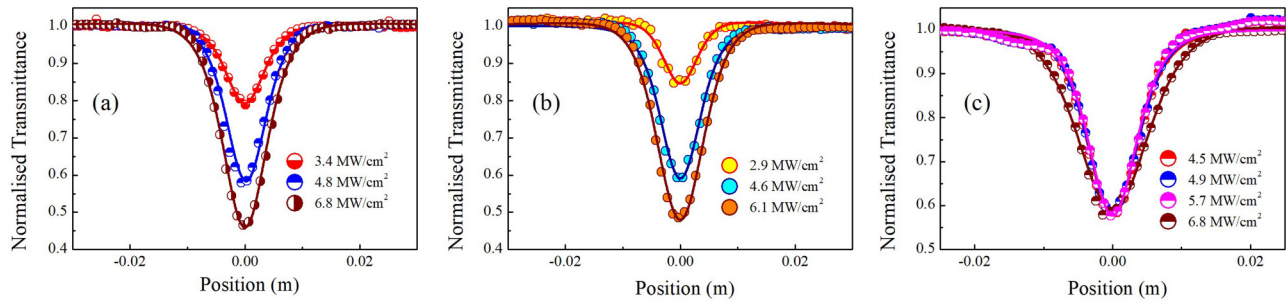 Normalised Transmittance
1.0
0.9
0.8
0.7
0.6
0.5
0.4
(a)
3.4 MW/cm²
4.8 MW/cm²
6.8 MW/cm²
-0.02
0.00
0.02
Position (m)
Normalised Transmittance
1.0
0.9
0.8
0.7
0.6
0.5
0.4
(b)
2.9 MW/cm²
4.6 MW/cm²
6.1 MW/cm²
-0.02
0.00
0.02
Position (m)
Normalised Transmittance
1.0
0.9
0.8
0.7
0.6
0.5
(c)
4.5 MW/cm²
4.9 MW/cm²
5.7 MW/cm²
6.8 MW/cm²
-0.02
0.00
0.02
Position (m)